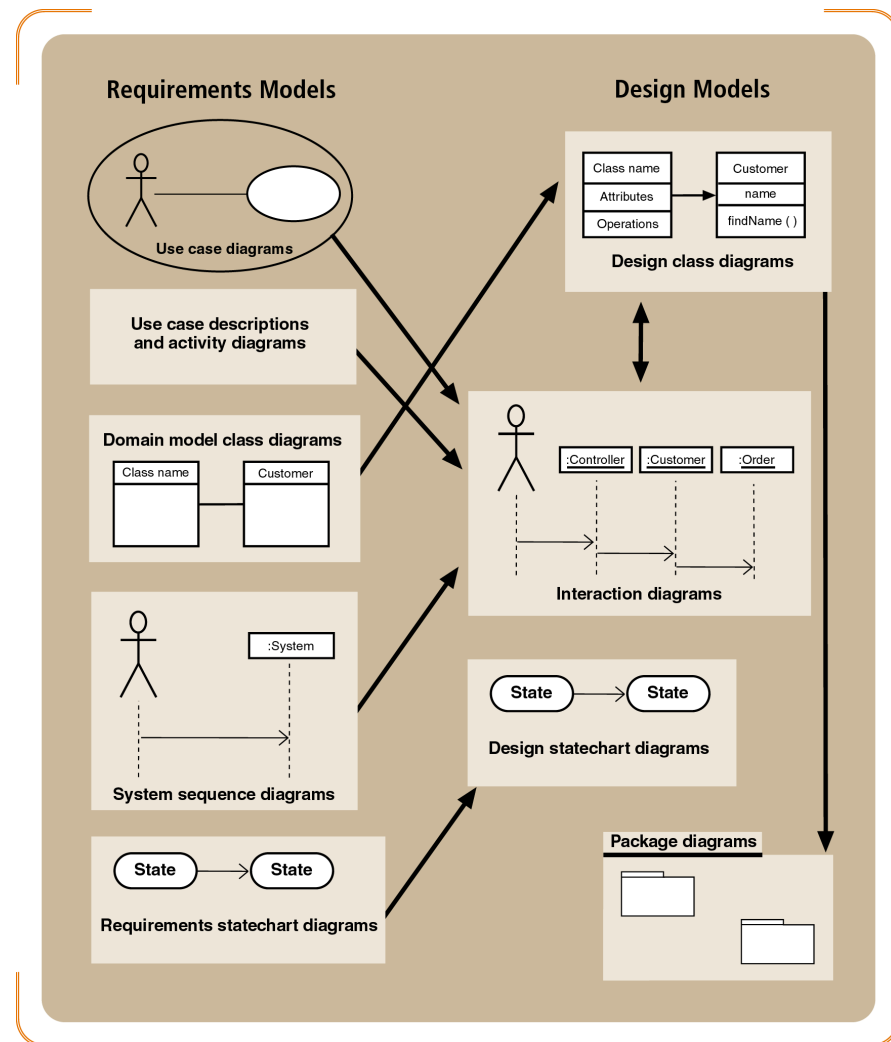 Requirements Models
Use case diagrams
Use case descriptions
and activity diagrams
Domain model class diagrams
Class name
Customer
:System
System sequence diagrams
State
State
Requirements statechart diagrams
Design Models
Class name
Attributes
Operations
Customer
name
findName ( )
Design class diagrams
:Controller
:Customer
:Order
Interaction diagrams
State
State
Design statechart diagrams
Package diagrams